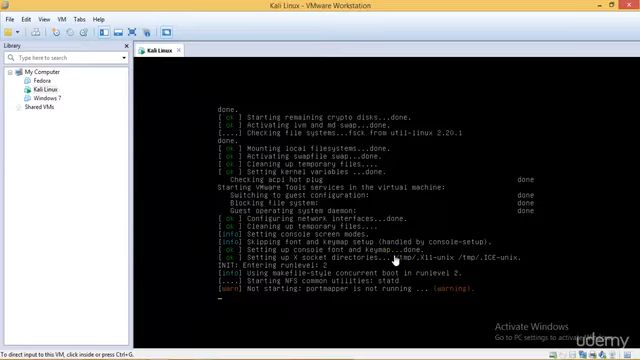 Kali Linux - VMware Workstation
File Edit View VM Tabs Help
Library
Type here to search
My Computer
Fedora
Kali Linux
Windows 7
Shared VMs
Kali Linux
done.
[ ok ] Starting remaining crypto disks...done.
[ ok ] Activating lvm and md swap...done.
[....] Checking file systems...fsck from util-linux 2.20.1
done.
[ ok ] Mounting local filesystems...done.
[ ok ] Activating swapfile swap...done.
[ ok ] Cleaning up temporary files....
[ ok ] Setting kernel variables ...done.
Checking acpi hot plug done
Starting VMware Tools services in the virtual machine:
Switching to guest configuration: done
Blocking file system: done
Guest operating system daemon: done
[ ok ] Configuring network interfaces...done.
[ ok ] Cleaning up temporary files....
[info] Setting console screen modes.
[info] Skipping font and keymap setup (handled by console-setup).
[ ok ] Setting up console font and keymap...done.
[ ok ] Setting up X socket directories... /tmp/.X11-unix /tmp/.ICE-unix.
INIT: Entering runlevel: 2
[info] Using makefile-style concurrent boot in runlevel 2.
[....] Starting NFS common utilities: statd
[warn] Not starting: portmapper is not running ... (warning).
Activate Windows
Go to PC settings to activate Windows.
udemy
To direct input to this VM, click inside or press Ctrl+G.